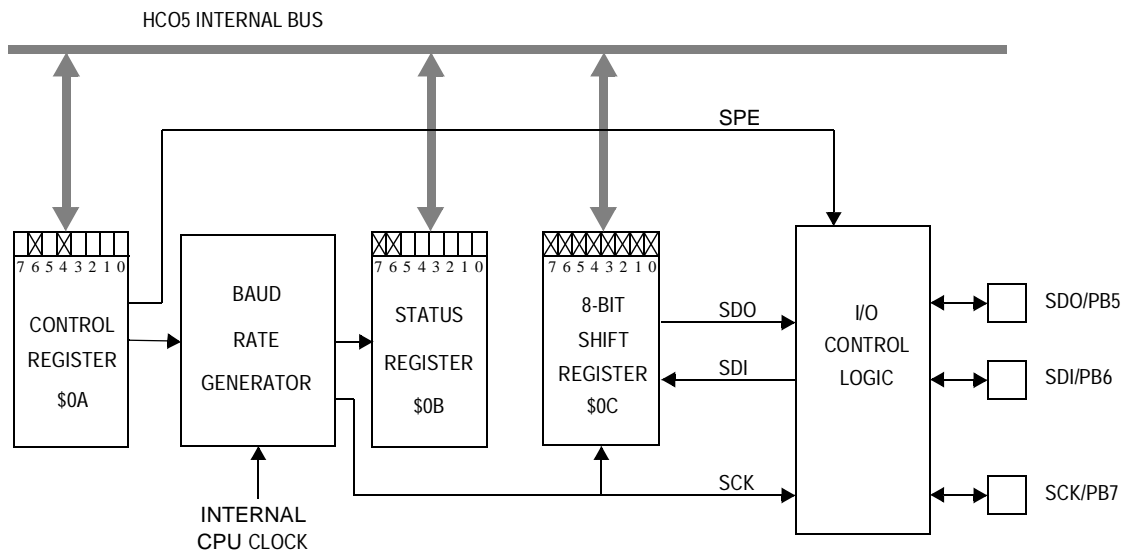 HCO5 INTERNAL BUS
SPE
7 6 5 4 3 2 1 0
CONTROL
REGISTER
$0A
BAUD
RATE
GENERATOR
7 6 5 4 3 2 1 0
STATUS
REGISTER
$0B
7 6 5 4 3 2 1 0
8-BIT
SHIFT
REGISTER
$0C
SDO
SDI
SCK
I/O
CONTROL
LOGIC
SDO/PB5
SDI/PB6
SCK/PB7
INTERNAL
CPU CLOCK